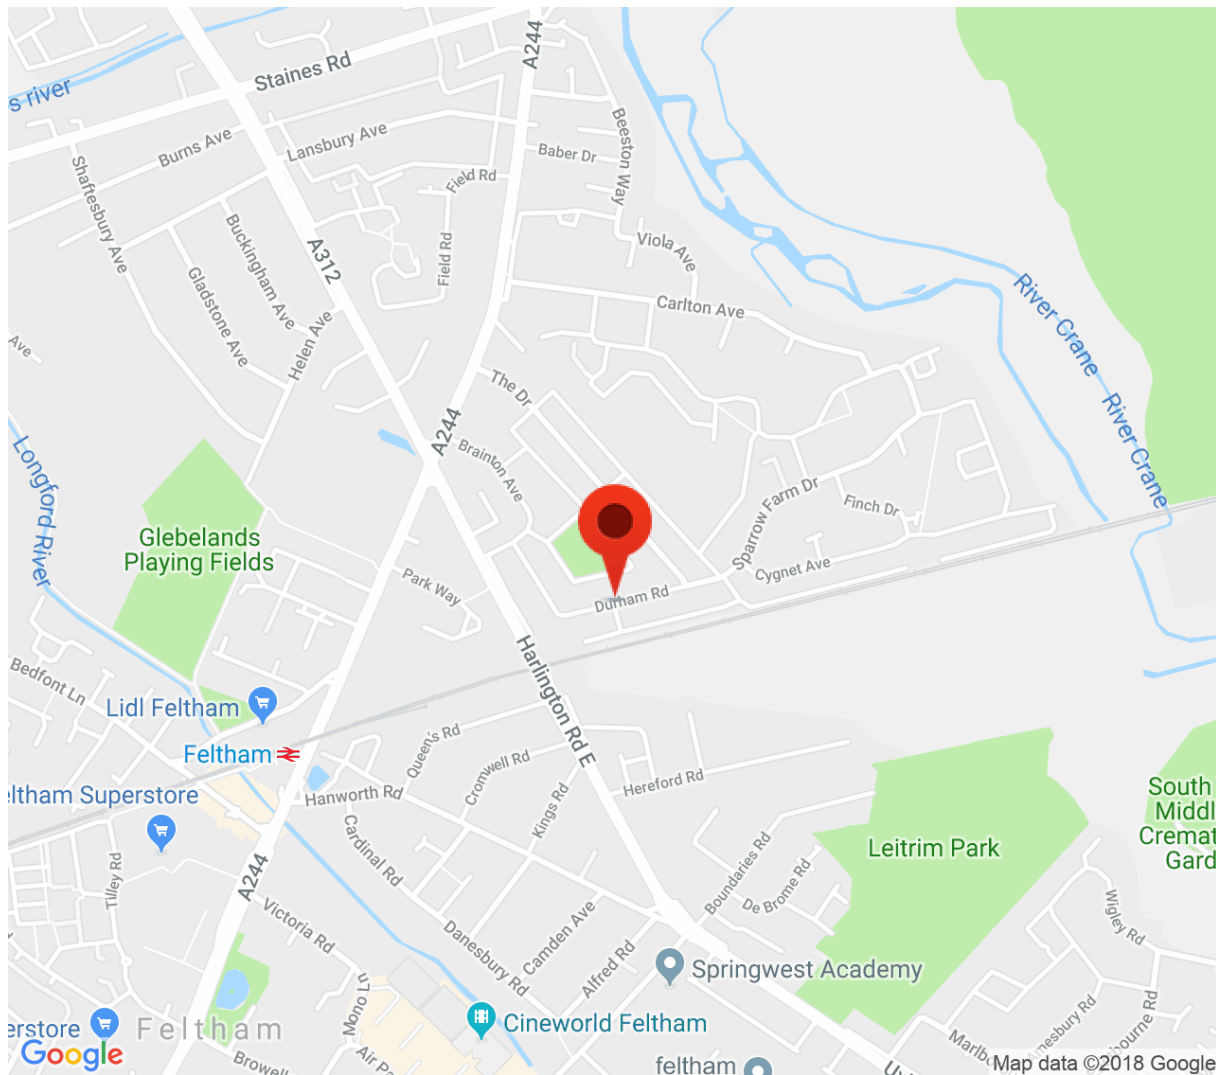 A244
Staines Rd
s river
Burns Ave
Lansbury Ave
Beeston Way
Baber Dr
Shaftesbury Ave
Field Rd
Buckingham Ave
Viola Ave
A312
Field Rd
Gladstone Ave
River Crane
Carlton Ave
Helen Ave
Ave
The Dr
River Crane
A244
Brainton Ave
Longford River
Sparrow Farm Dr
Finch Dr
Glebelands
Playing Fields
Cygnet Ave
Park Way
Durham Rd
Harlington Rd E
Bedfont Ln
Lidl Feltham
Feltham
Queen's Rd
Cromwell Rd
Hereford Rd
eltham Superstore
Hanworth Rd
Kings Rd
South
Middl
Cremat
Gard
Leitrim Park
Cardinal Rd
Tilley Rd
A244
Boundaries Rd
De Brome Rd
Wigley Rd
Victoria Rd
Camden Ave
Danesbury Rd
Alfred Rd
Springwest Academy
Mono Ln
erstore
Feltham
Cineworld Feltham
Google
Browell
Air Pa
feltham
Map data ©2018 Google